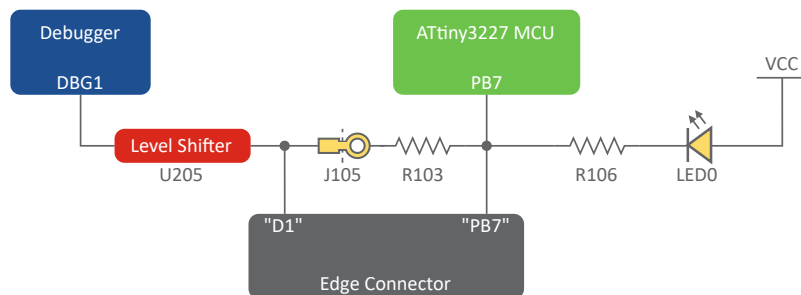 Debugger
DBG1
ATtiny3227 MCU
PB7
VCC
Level Shifter
U205
J105
R103
R106
LED0
"D1"
"PB7"
Edge Connector